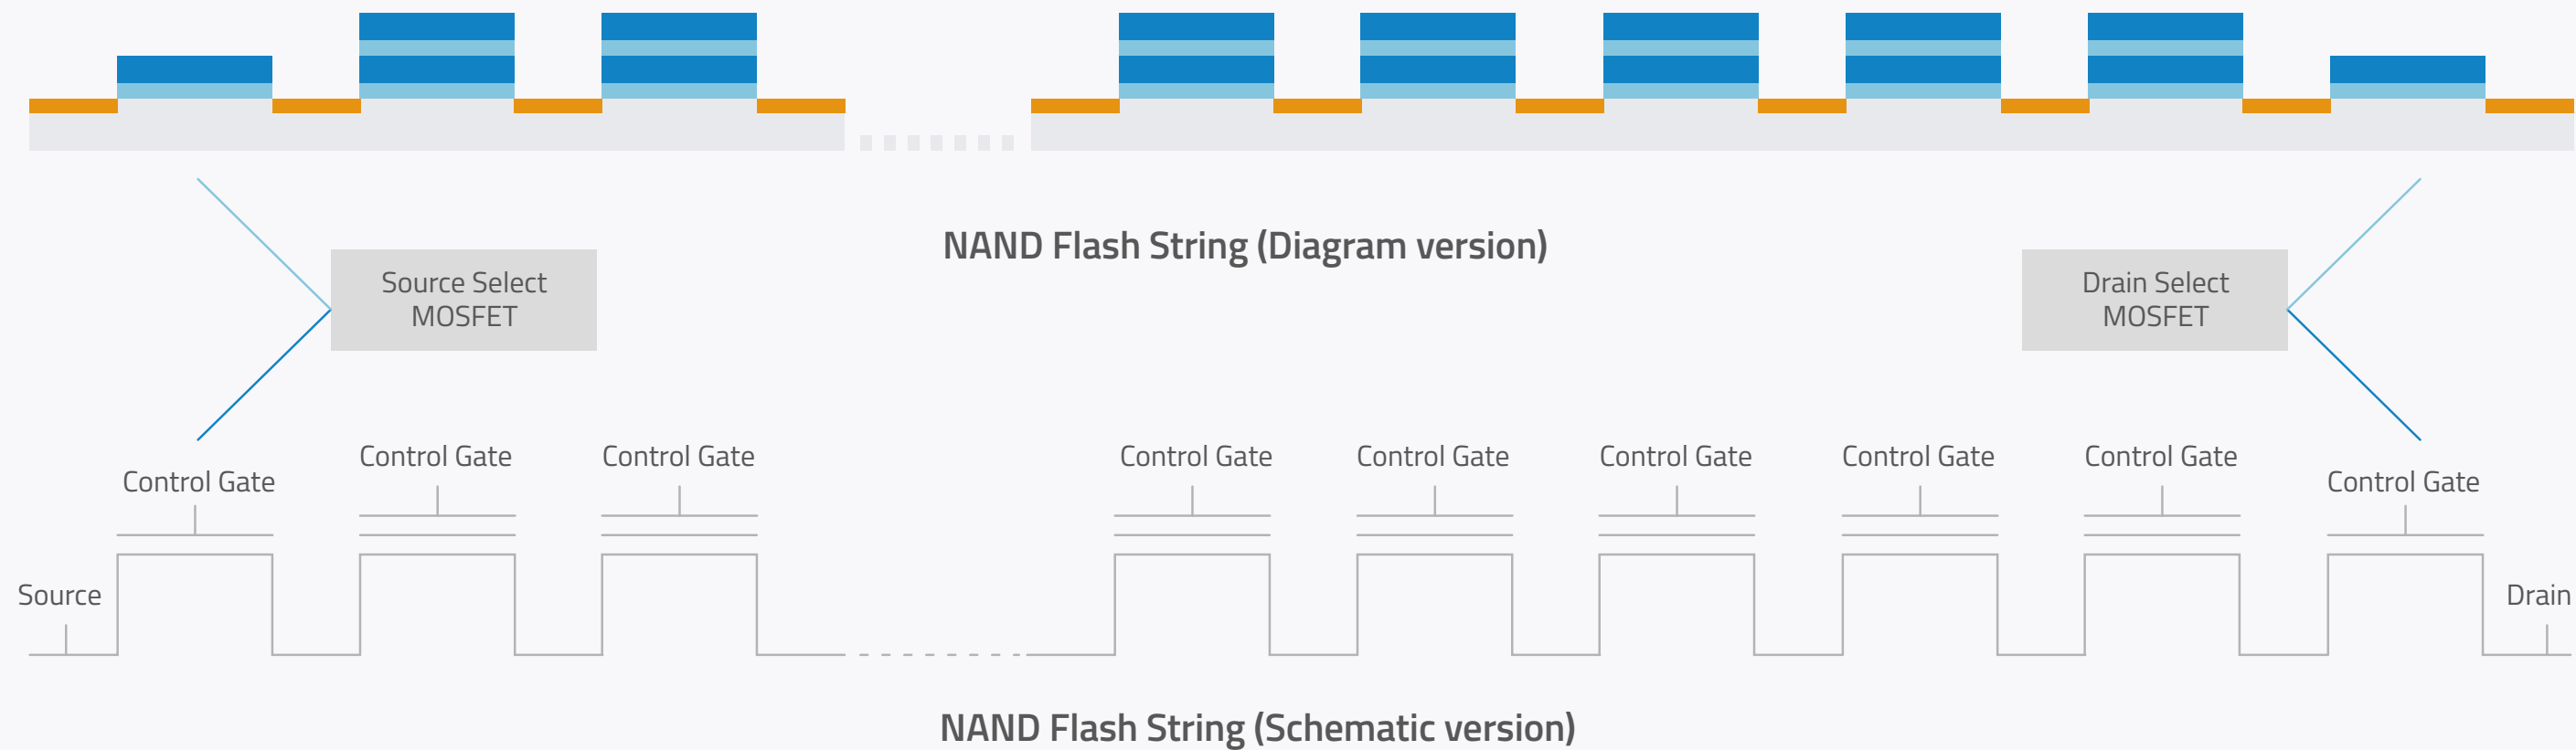 NAND Flash String (Diagram version)
Source Select
MOSFET
Drain Select
MOSFET
Control Gate
Control Gate
Control Gate
Control Gate
Control Gate
Control Gate
Control Gate
Control Gate
Control Gate
Source
Drain
NAND Flash String (Schematic version)